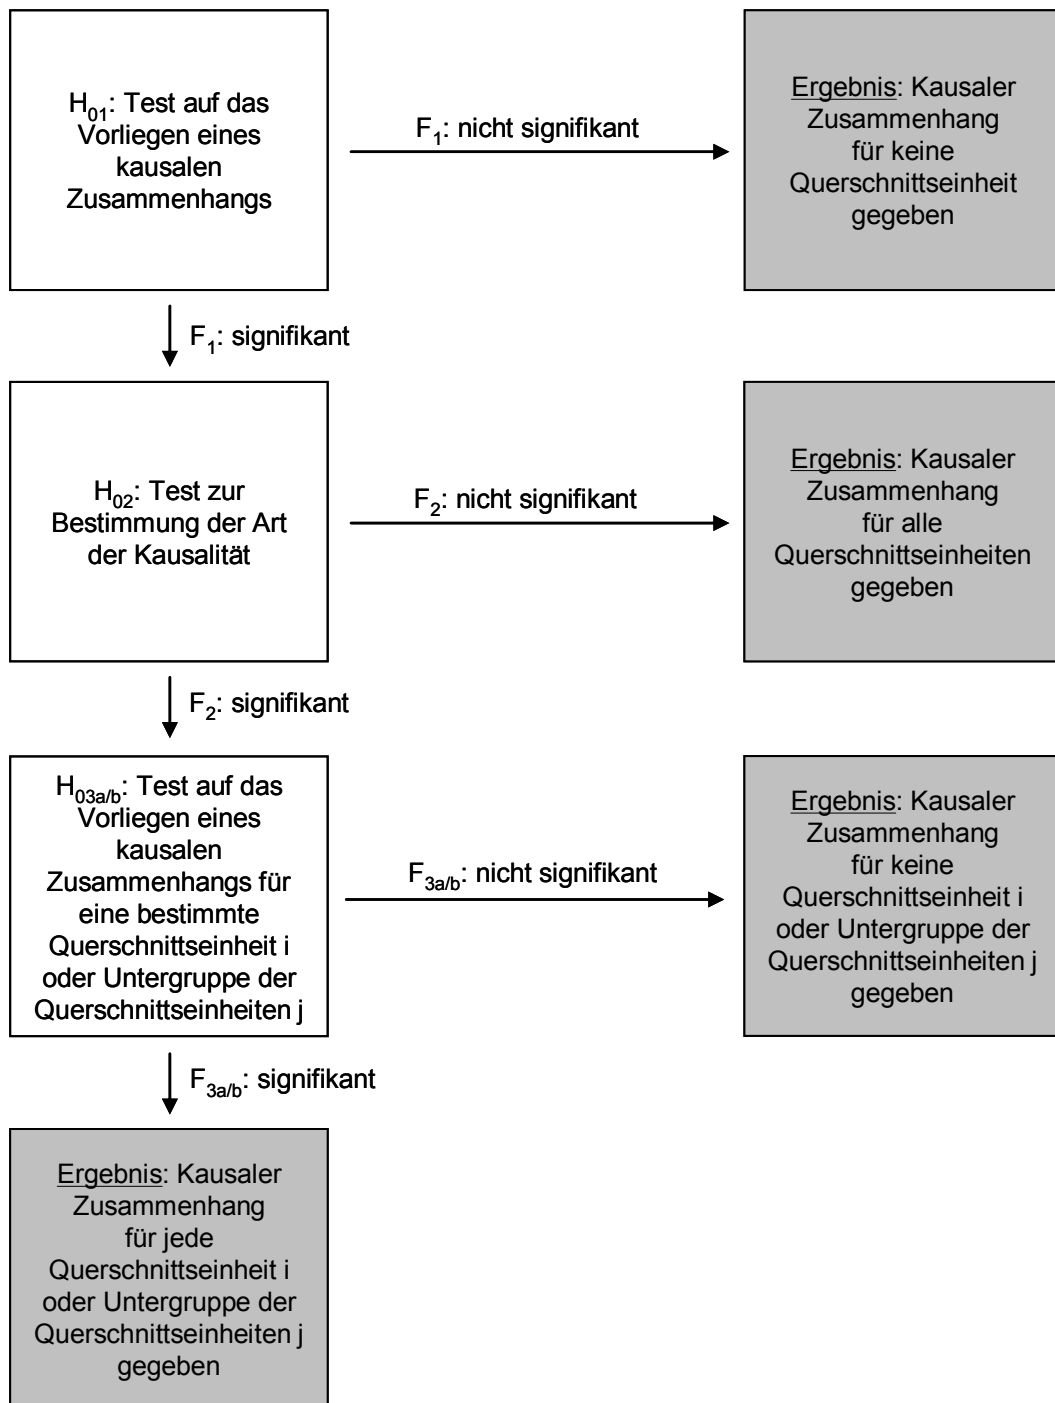 H01: Test auf das
Vorliegen eines
kausalen
Zusammenhangs
F1: nicht signifikant
Ergebnis: Kausaler
Zusammenhang
für keine
Querschnittseinheit
gegeben
F1: signifikant
H02: Test zur
Bestimmung der Art
der Kausalität
F2: nicht signifikant
Ergebnis: Kausaler
Zusammenhang
für alle
Querschnittseinheiten
gegeben
F2: signifikant
H03a/b: Test auf das
Vorliegen eines
kausalen
Zusammenhangs für
eine bestimmte
Querschnittseinheit i
oder Untergruppe der
Querschnittseinheiten j
F3a/b: nicht signifikant
Ergebnis: Kausaler
Zusammenhang
für keine
Querschnittseinheit i
oder Untergruppe der
Querschnittseinheiten j
gegeben
F3a/b: signifikant
Ergebnis: Kausaler
Zusammenhang
für jede
Querschnittseinheit i
oder Untergruppe der
Querschnittseinheiten j
gegeben